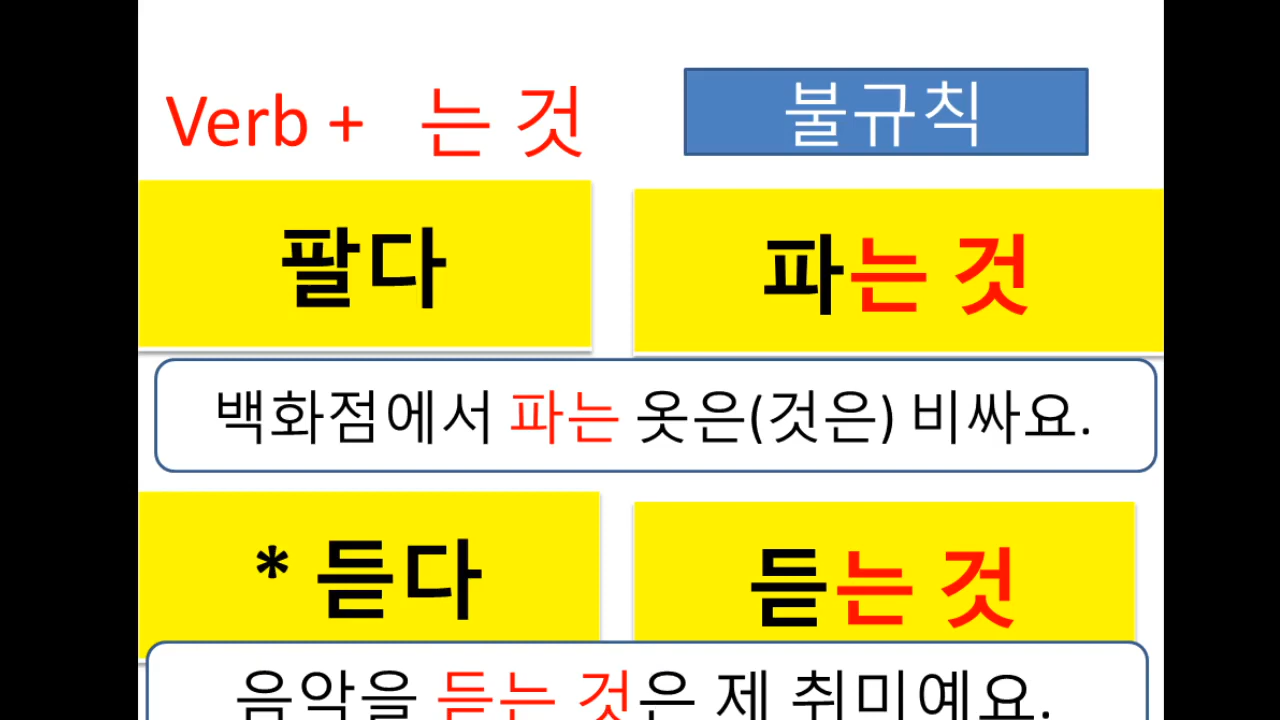 Verb + 는 것
불규칙
팔다
파는 것
백화점에서 파는 옷은(것은) 비싸요.
* 듣다
듣는 것
음악을 듣는 것은 제 취미예요.